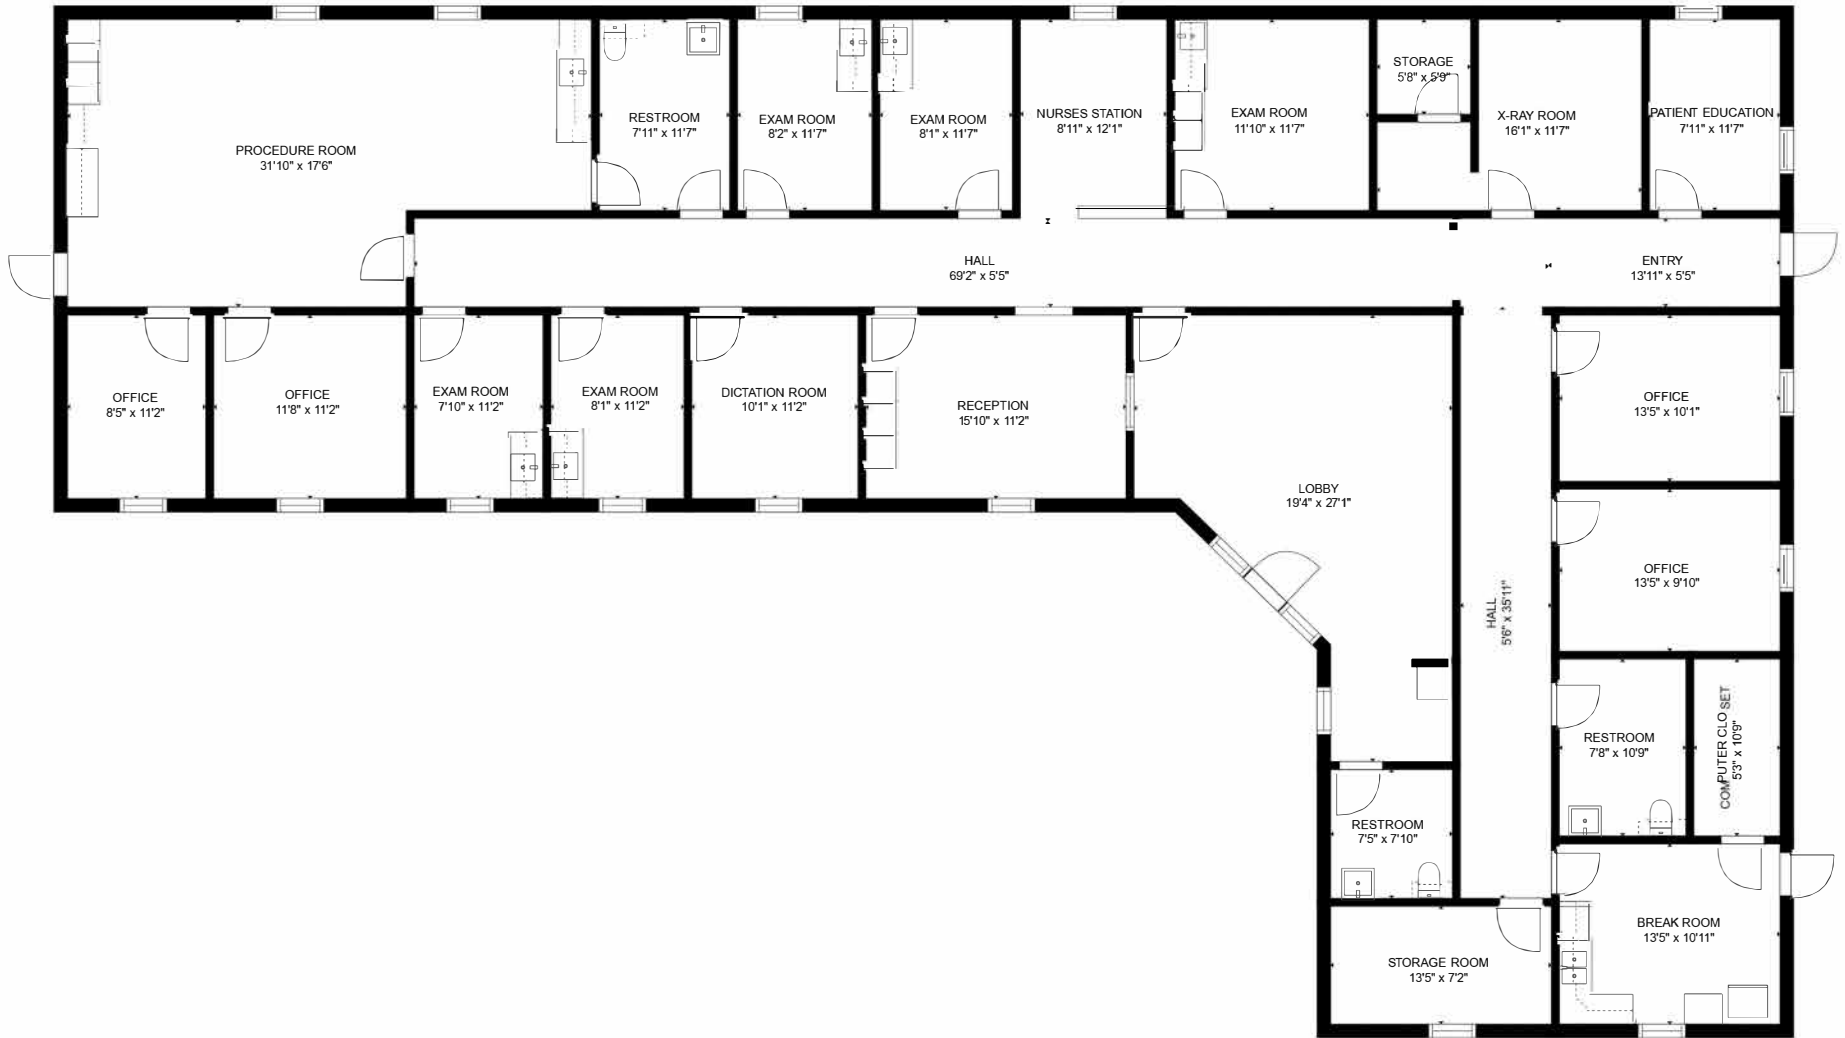 PROCEDURE ROOM
31'10" x 17'6"
RESTROOM
7'11" x 11'7"
EXAM ROOM
8'2" x 11'7"
EXAM ROOM
8'1" x 11'7"
NURSES STATION
8'11" x 12'1"
EXAM ROOM
11'10" x 11'7"
STORAGE
5'8" x 5'9"
X-RAY ROOM
16'1" x 11'7"
PATIENT EDUCATION
7'11" x 11'7"
HALL
69'2" x 5'5"
ENTRY
13'11" x 5'5"
OFFICE
8'5" x 11'2"
OFFICE
11'8" x 11'2"
EXAM ROOM
7'10" x 11'2"
EXAM ROOM
8'1" x 11'2"
DICTATION ROOM
10'1" x 11'2"
RECEPTION
15'10" x 11'2"
LOBBY
19'4" x 27'1"
OFFICE
13'5" x 10'1"
OFFICE
13'5" x 9'10"
HALL
5'6" x 35'11"
RESTROOM
7'8" x 10'9"
COMPUTER CLO SET
5'3" x 10'9"
RESTROOM
7'5" x 7'10"
BREAK ROOM
13'5" x 10'11"
STORAGE ROOM
13'5" x 7'2"